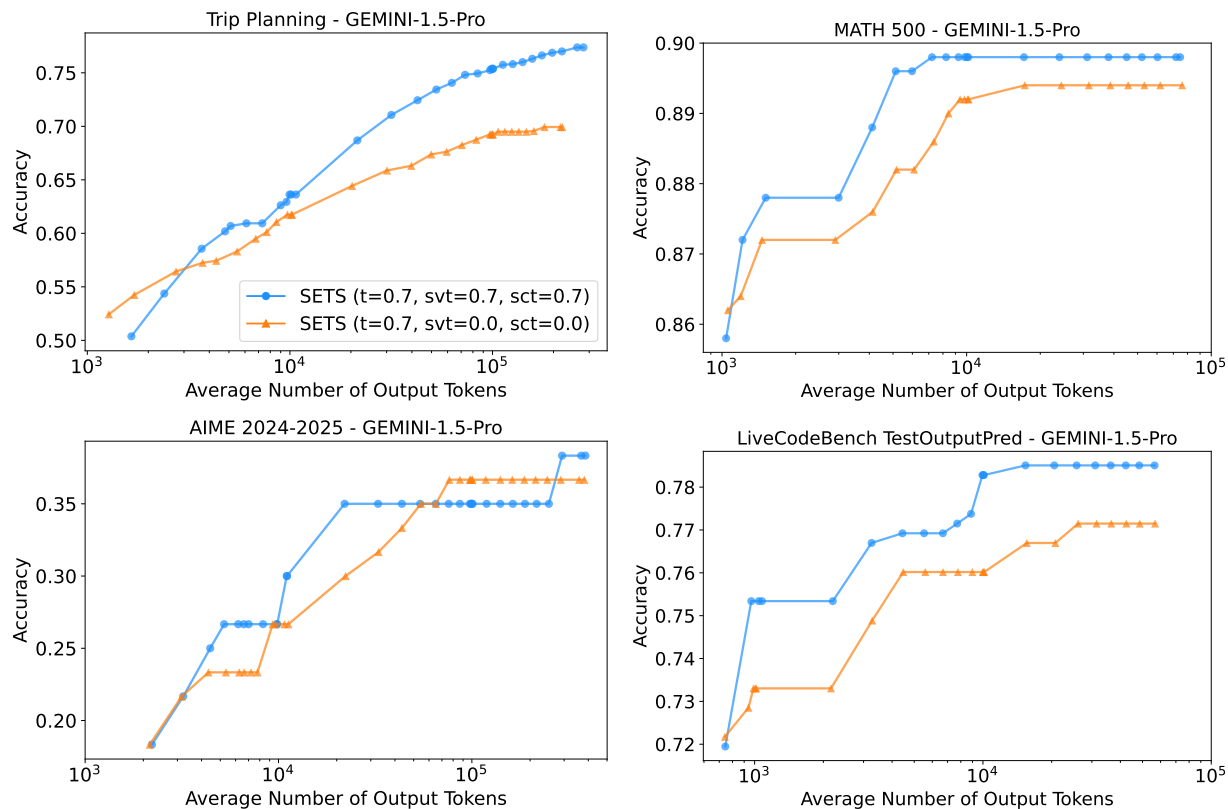 Trip Planning - GEMINI-1.5-Pro
Accuracy
0.75
0.70
0.65
0.60
0.55
0.50
SETS (t=0.7, svt=0.7, sct=0.7)
SETS (t=0.7, svt=0.0, sct=0.0)
10³
10⁴
10⁵
Average Number of Output Tokens
MATH 500 - GEMINI-1.5-Pro
Accuracy
0.90
0.89
0.88
0.87
0.86
10³
10⁴
10⁵
Average Number of Output Tokens
AIME 2024-2025 - GEMINI-1.5-Pro
Accuracy
0.35
0.30
0.25
0.20
10³
10⁴
10⁵
Average Number of Output Tokens
LiveCodeBench TestOutputPred - GEMINI-1.5-Pro
Accuracy
0.78
0.77
0.76
0.75
0.74
0.73
0.72
10³
10⁴
10⁵
Average Number of Output Tokens